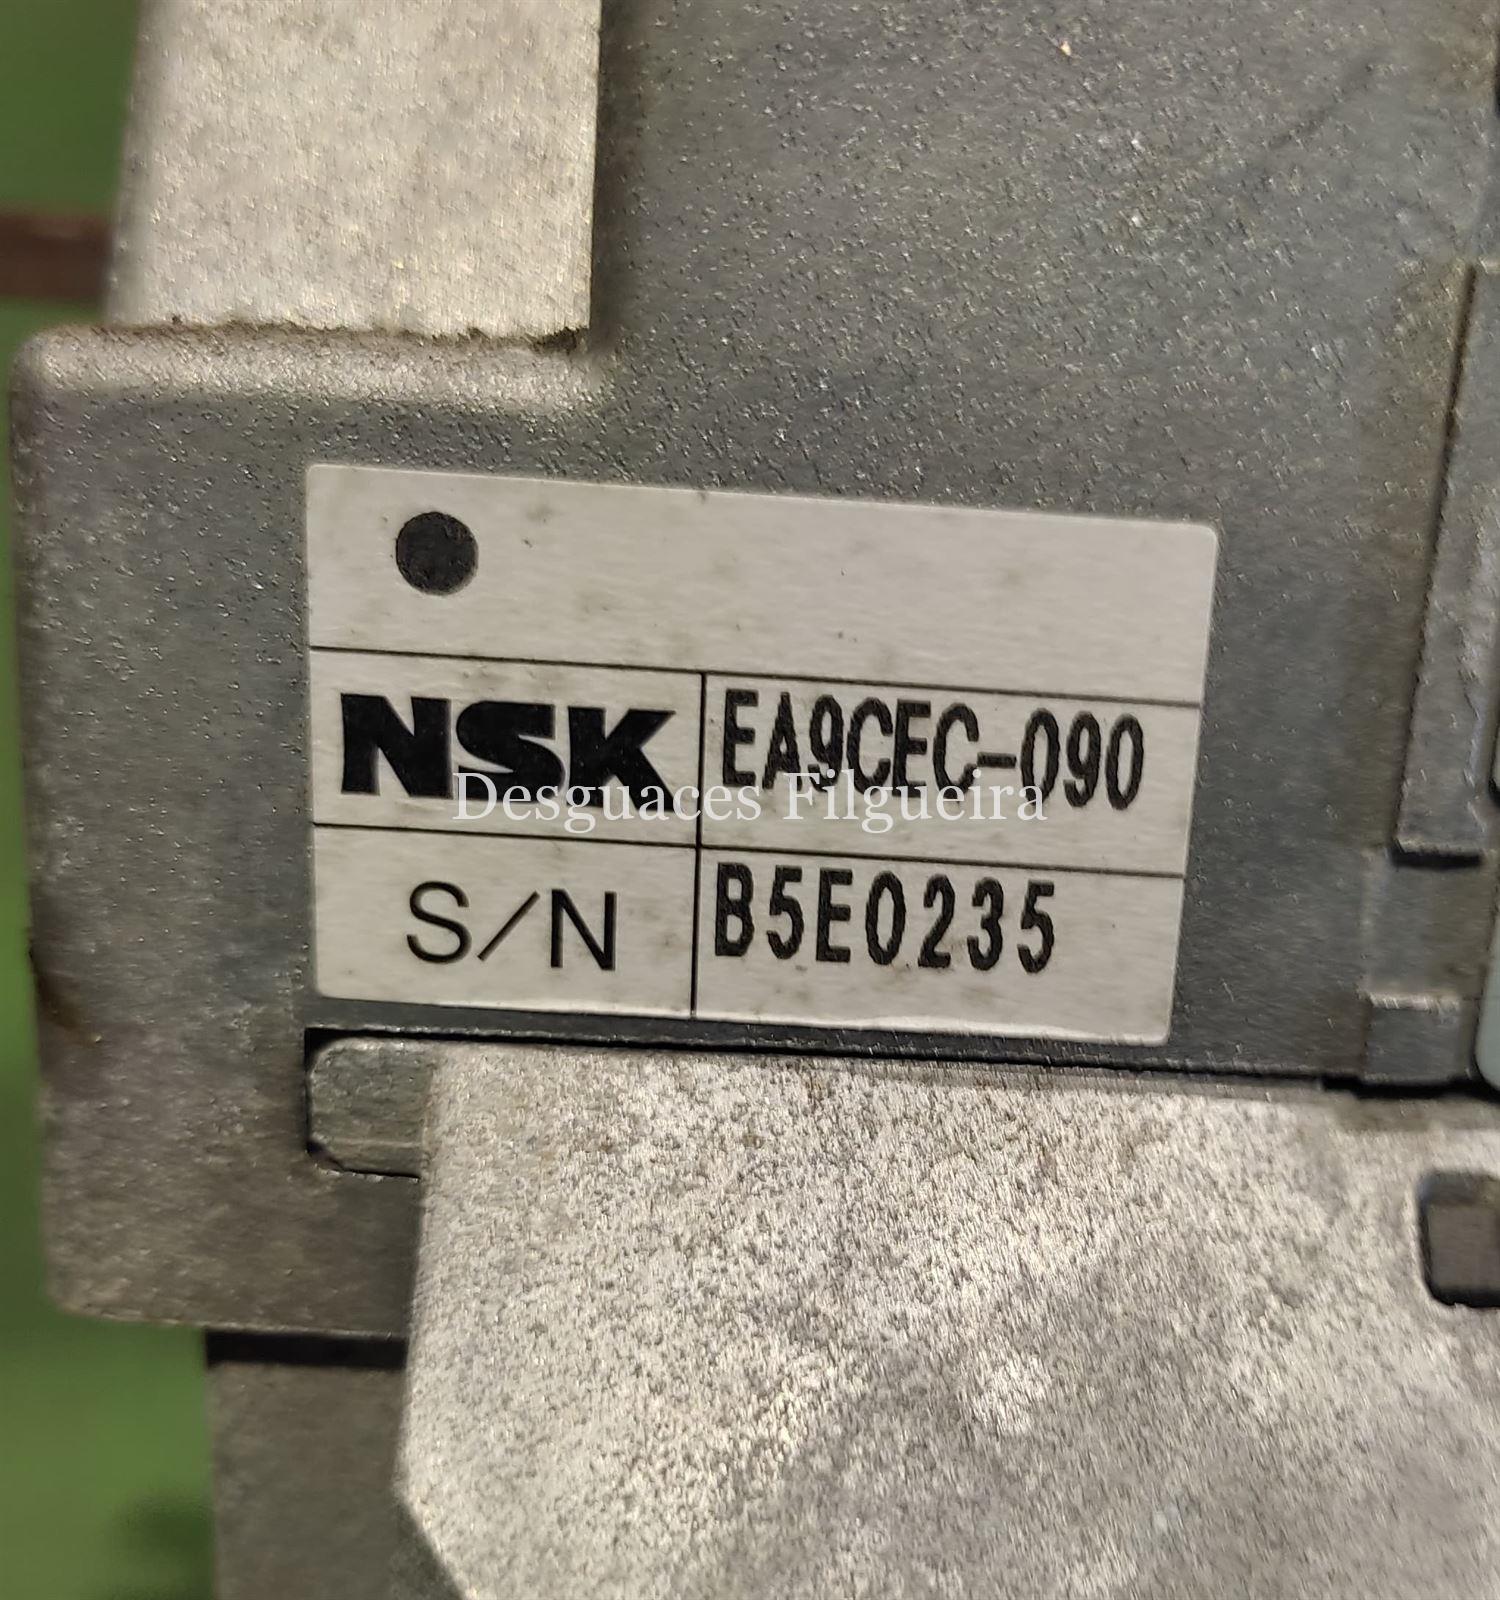 NSK EA9CEC-090
Desguaces Filgueira
S/N B5E0235